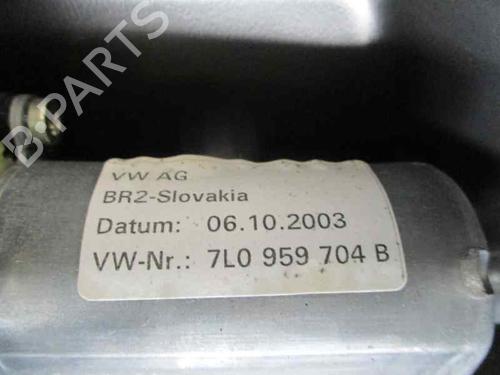 VW AG
BR2-Slovakia
Datum: 06.10.2003
VW-Nr.: 7L0 959 704 B
B-PARTS